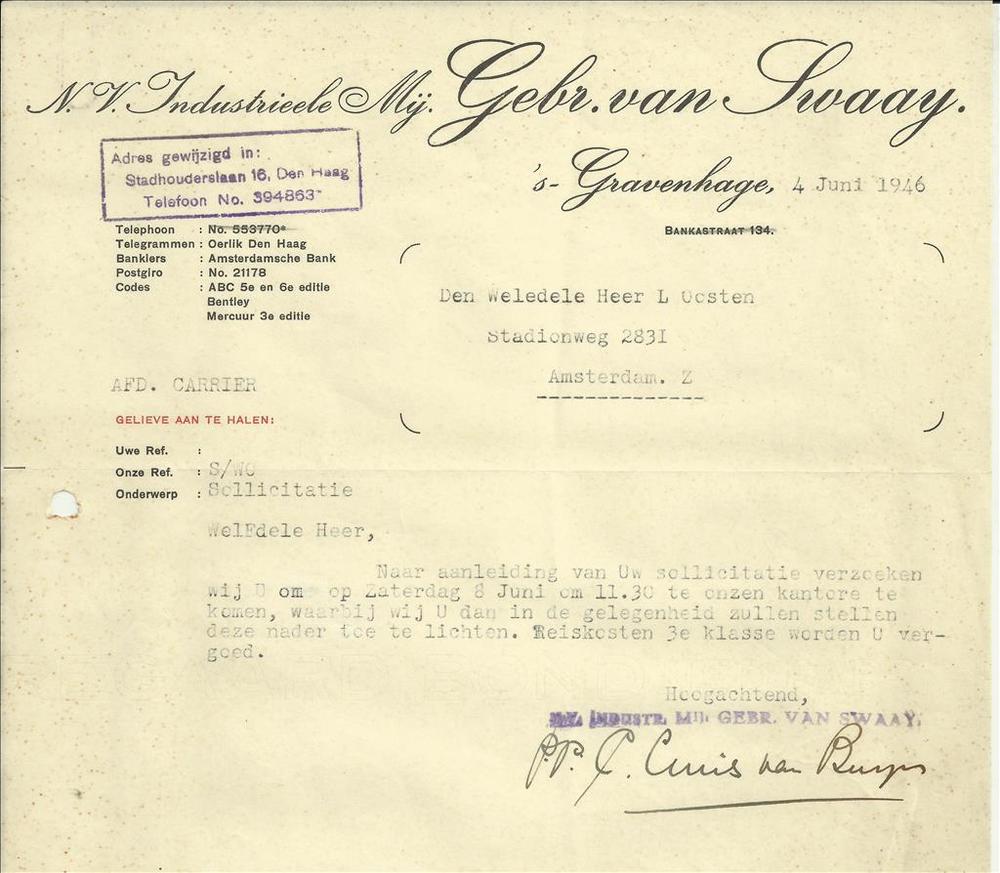 N.V. Industrieele Mij. Gebr. van Swaay.
Adres gewijzigd in:
Stadhouderslaan 16, Den Haag
Telefoon No. 394863
's-Gravenhage, 4 Juni 1946
BANKASTRAAT 134.
Telephoon : No. 553770*
Telegrammen : Oerlik Den Haag
Bankiers : Amsterdamsche Bank
Postgiro : No. 21178
Codes : ABC 5e en 6e editie
Bentley
Mercuur 3e editie
Den Weledele Heer L Oosten
Stadionweg 283I
Amsterdam. Z
AFD. CARRIER
GELIEVE AAN TE HALEN:
Uwe Ref. :
Onze Ref. : S/WO
Onderwerp : Sollicitatie
WelEdele Heer,
Naar aanleiding van Uw sollicitatie verzoeken
wij U om op Zaterdag 8 Juni om 11.30 te onzen kantore te
komen, waarbij wij U dan in de gelegenheid zullen stellen
deze nader toe te lichten. Reiskosten 3e klasse worden U ver-
goed.
Hoogachtend,
N.V. INDUSTR. MIJ. GEBR. VAN SWAAY.
P.P. van